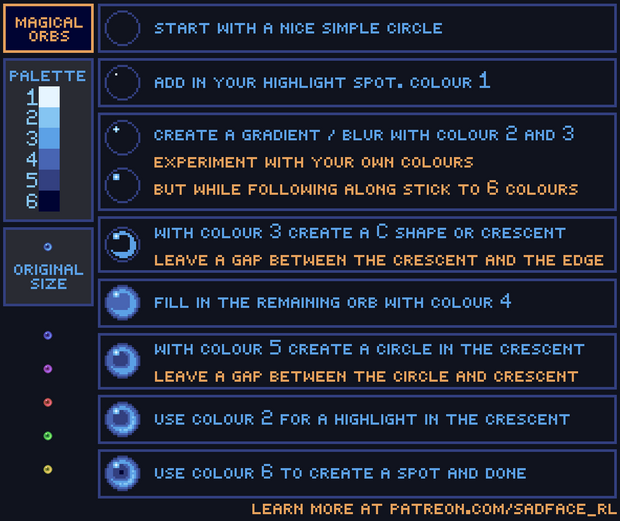 MAGICAL
ORBS
PALETTE
1
2
3
4
5
6
ORIGINAL
SIZE
START WITH A NICE SIMPLE CIRCLE
ADD IN YOUR HIGHLIGHT SPOT. COLOUR 1
CREATE A GRADIENT / BLUR WITH COLOUR 2 AND 3
EXPERIMENT WITH YOUR OWN COLOURS
BUT WHILE FOLLOWING ALONG STICK TO 6 COLOURS
WITH COLOUR 3 CREATE A C SHAPE OR CRESCENT
LEAVE A GAP BETWEEN THE CRESCENT AND THE EDGE
FILL IN THE REMAINING ORB WITH COLOUR 4
WITH COLOUR 5 CREATE A CIRCLE IN THE CRESCENT
LEAVE A GAP BETWEEN THE CIRCLE AND CRESCENT
USE COLOUR 2 FOR A HIGHLIGHT IN THE CRESCENT
USE COLOUR 6 TO CREATE A SPOT AND DONE
LEARN MORE AT PATREON.COM/SADFACE_RL